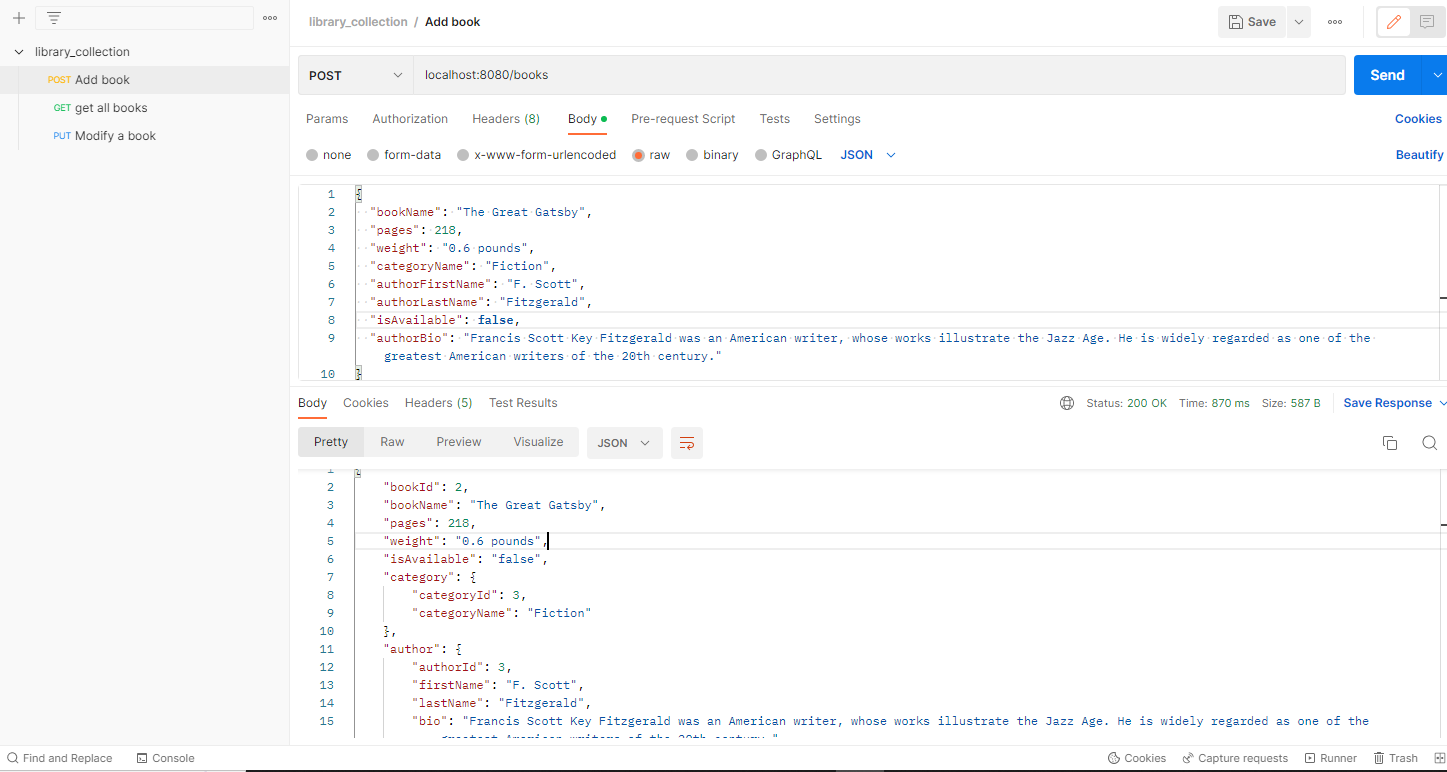 library_collection / Add book
Save
library_collection
POST Add book
GET get all books
PUT Modify a book
POST
localhost:8080/books
Send
Params Authorization Headers (8) Body Pre-request Script Tests Settings Cookies
none form-data x-www-form-urlencoded raw binary GraphQL JSON Beautify
1 {
2 "bookName": "The Great Gatsby",
3 "pages": 218,
4 "weight": "0.6 pounds",
5 "categoryName": "Fiction",
6 "authorFirstName": "F. Scott",
7 "authorLastName": "Fitzgerald",
8 "isAvailable": false,
9 "authorBio": "Francis Scott Key Fitzgerald was an American writer, whose works illustrate the Jazz Age. He is widely regarded as one of the
greatest American writers of the 20th century."
10 }
Body Cookies Headers (5) Test Results Status: 200 OK Time: 870 ms Size: 587 B Save Response
Pretty Raw Preview Visualize JSON
1 {
2 "bookId": 2,
3 "bookName": "The Great Gatsby",
4 "pages": 218,
5 "weight": "0.6 pounds",
6 "isAvailable": "false",
7 "category": {
8 "categoryId": 3,
9 "categoryName": "Fiction"
10 },
11 "author": {
12 "authorId": 3,
13 "firstName": "F. Scott",
14 "lastName": "Fitzgerald",
15 "bio": "Francis Scott Key Fitzgerald was an American writer, whose works illustrate the Jazz Age. He is widely regarded as one of the
greatest American writers of the 20th century."
Find and Replace Console Cookies Capture requests Runner Trash